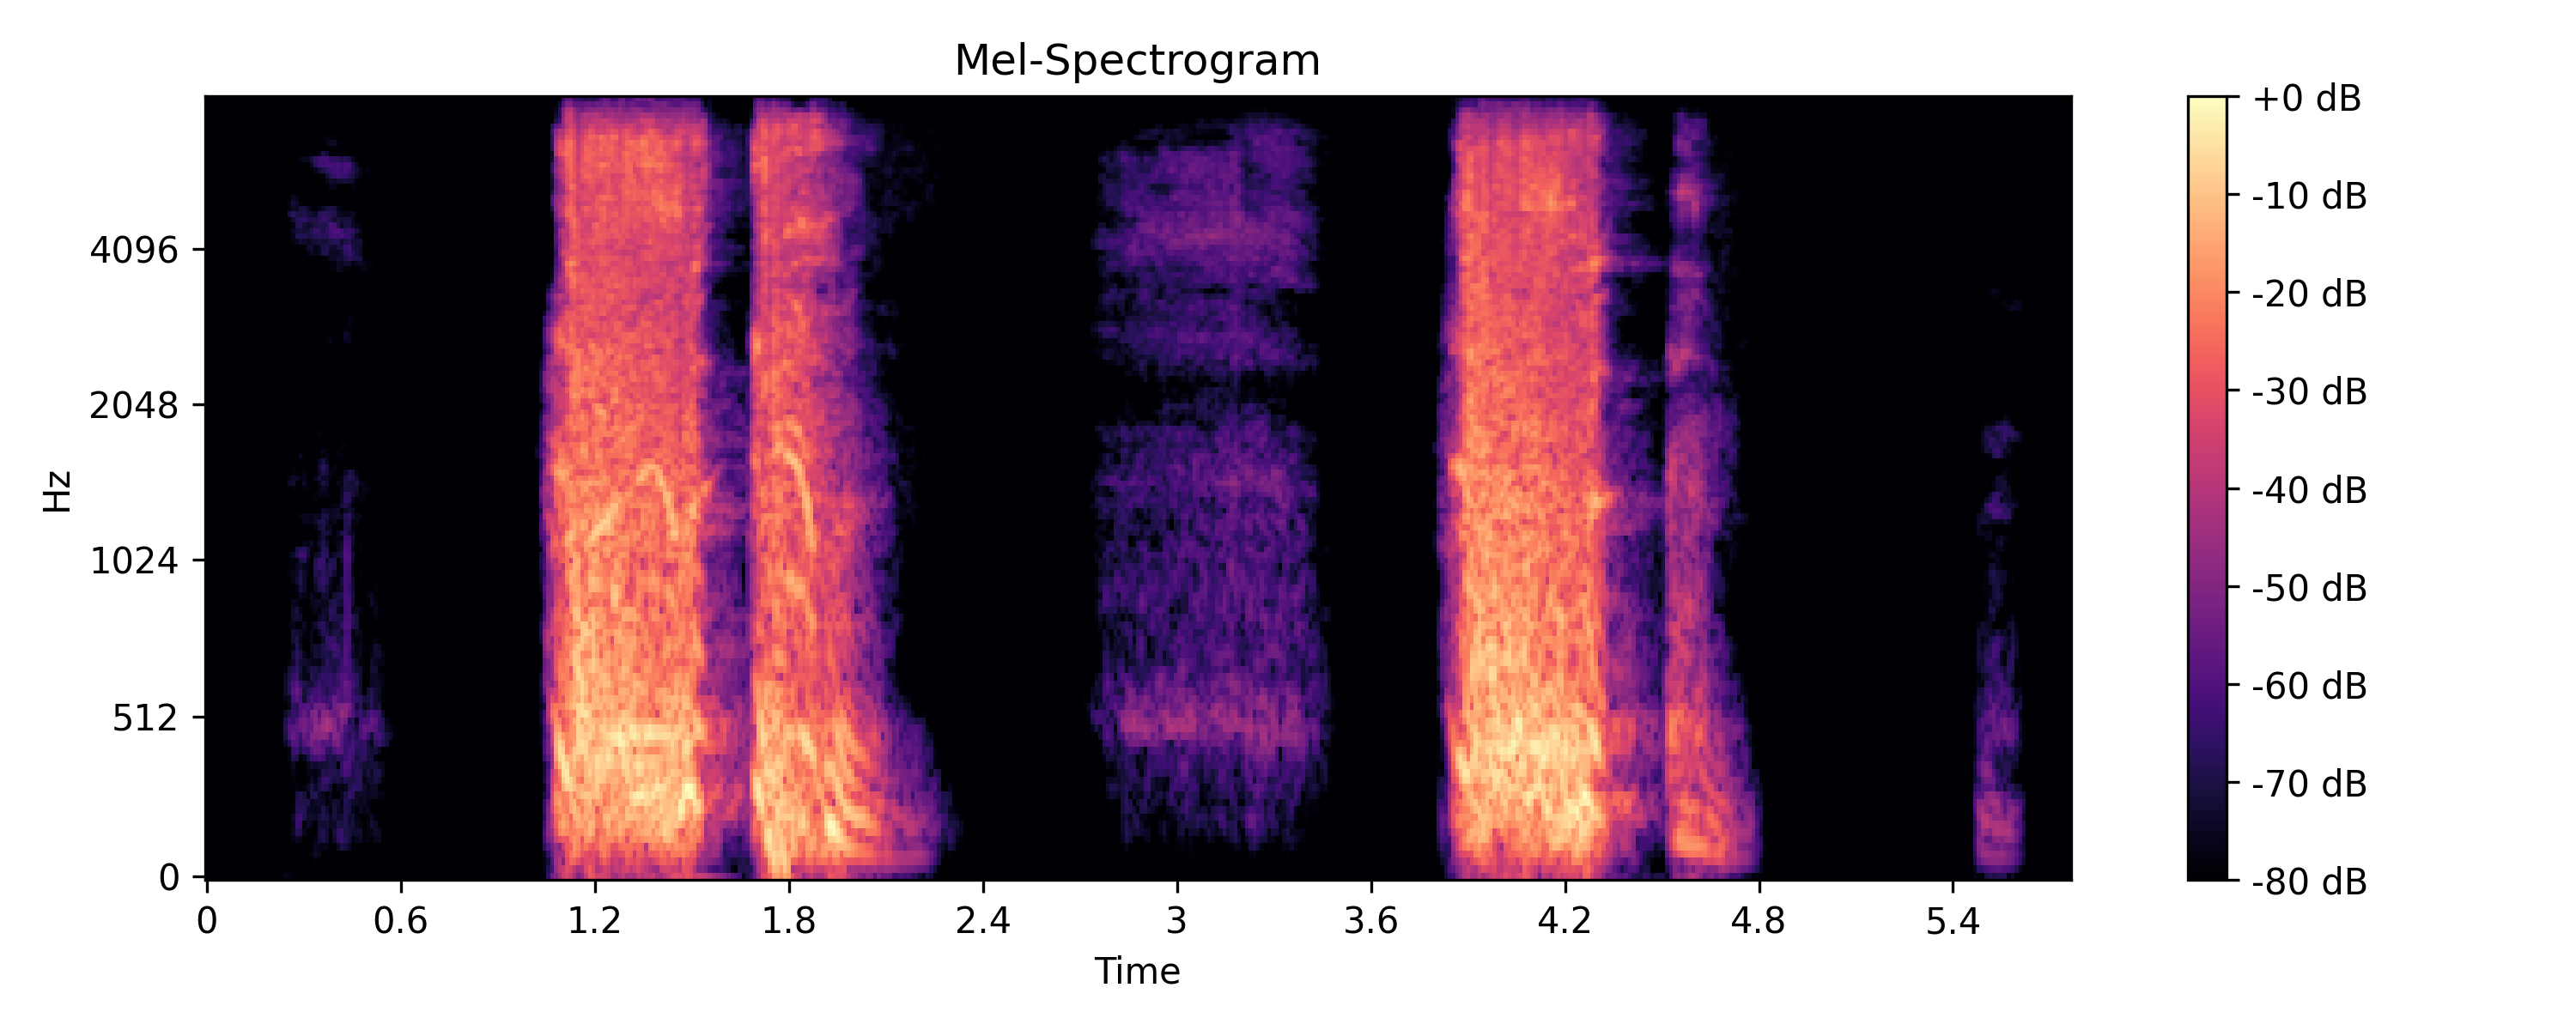 Mel-Spectrogram
+0 dB
-10 dB
-20 dB
-30 dB
-40 dB
-50 dB
-60 dB
-70 dB
-80 dB
Hz
4096
2048
1024
512
0
0 0.6 1.2 1.8 2.4 3 3.6 4.2 4.8 5.4
Time